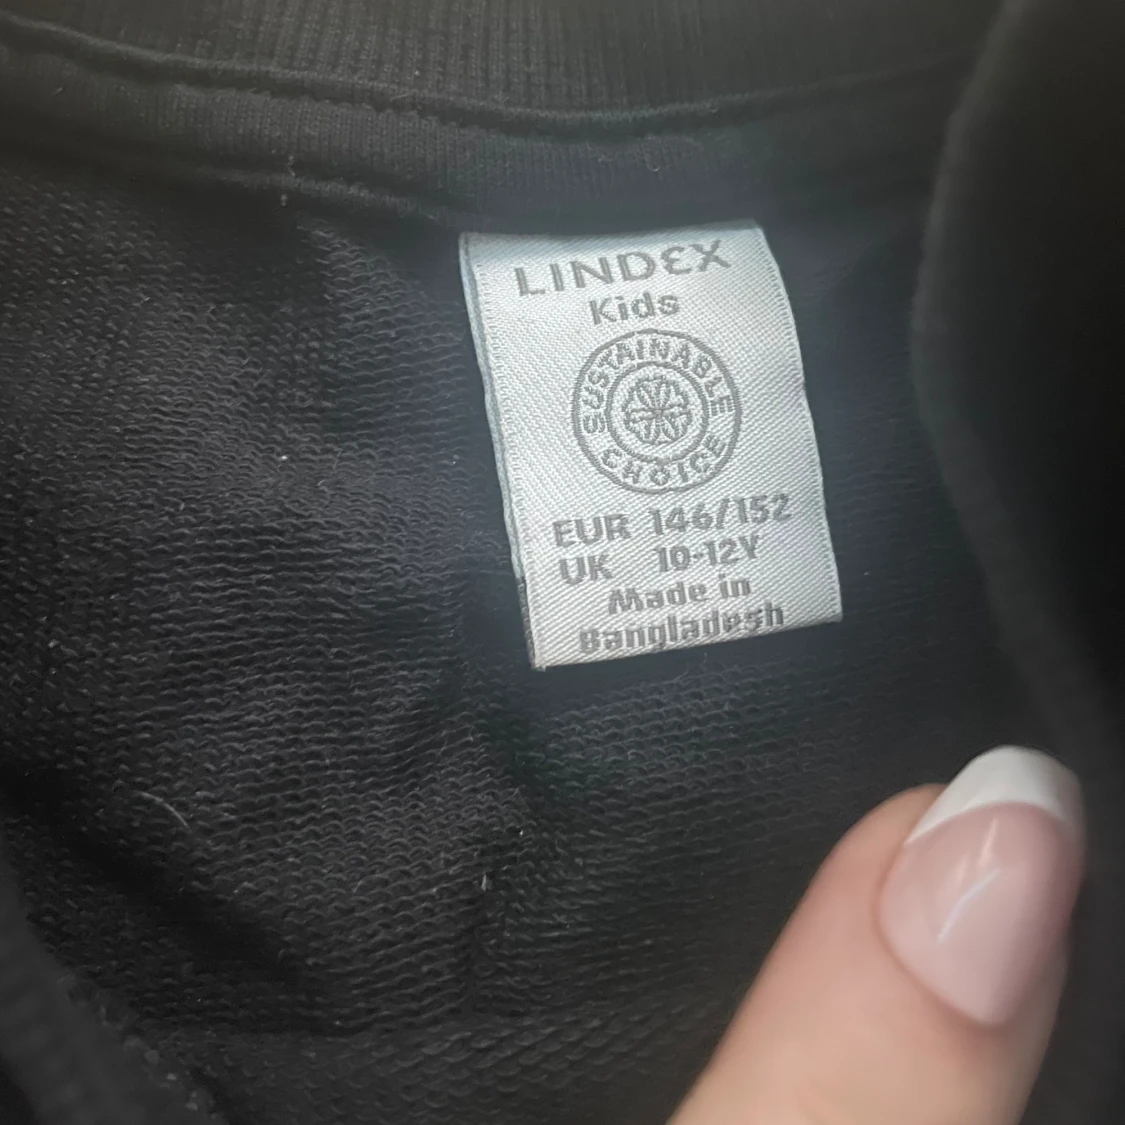 LINDEX
Kids
SUSTAINABLE
CHOICE
EUR 146/152
UK 10-12Y
Made in
Bangladesh